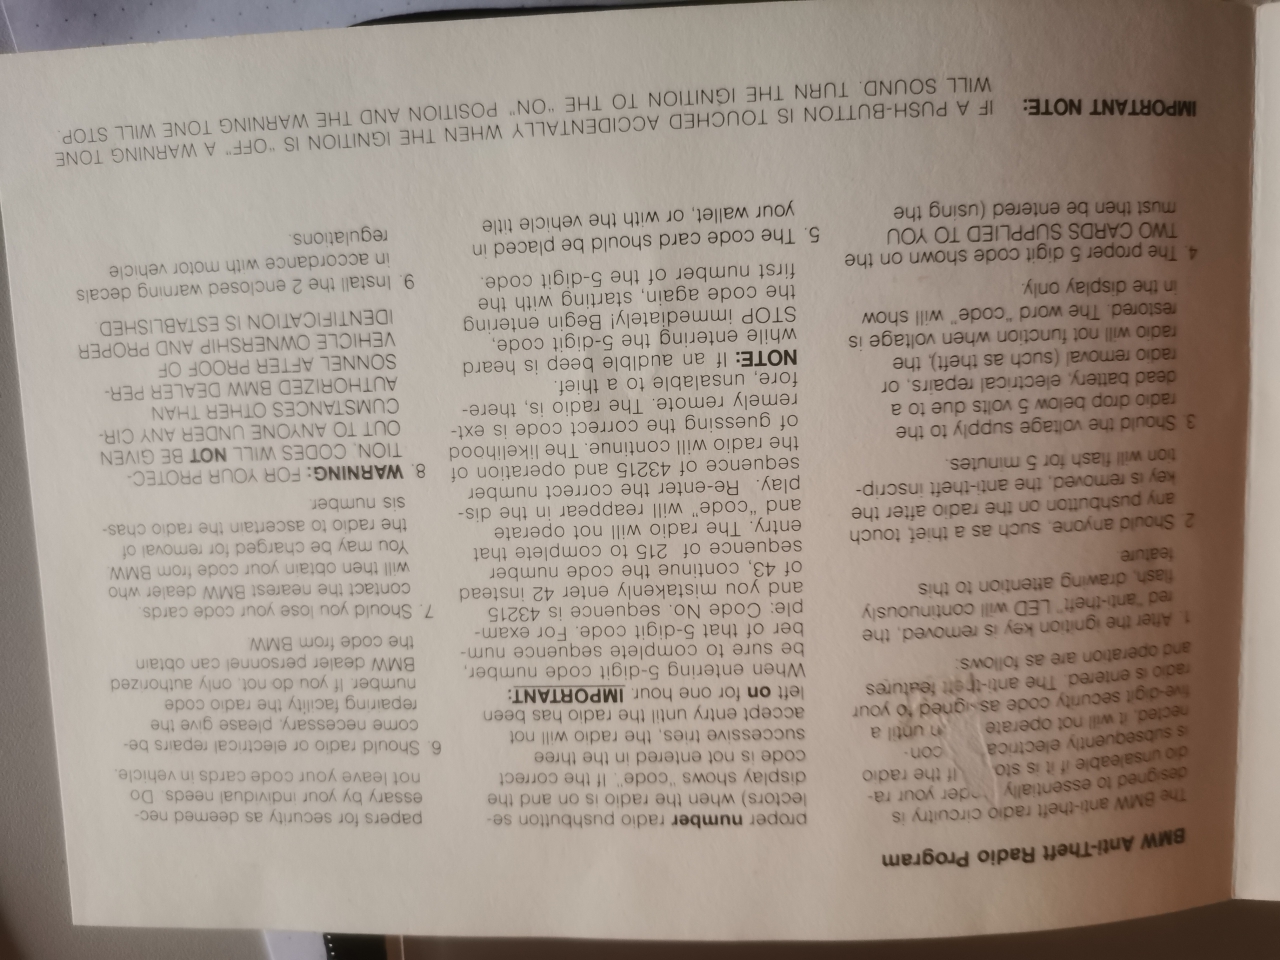 BMW Anti-Theft Radio Program
The BMW anti-theft radio circuitry is
designed to essentially your ra-
dio unsaleable if it is If the radio
is subsequently con-
nected, it will not operate until a
five-digit security code assigned to your
radio is entered. The anti-theft features
and operation are as follows:
1. After the ignition key is removed, the
red "anti-theft" LED will continuously
flash, drawing attention to this
feature.
2. Should anyone, such as a thief, touch
any pushbutton on the radio after the
key is removed, the anti-theft inscrip-
tion will flash for 5 minutes.
3. Should the voltage supply to the
radio drop below 5 volts due to a
dead battery, electrical repairs, or
radio removal (such as theft), the
radio will not function when voltage is
restored. The word "code" will show
in the display only.
4. The proper 5 digit code shown on the
TWO CARDS SUPPLIED TO YOU
must then be entered (using the
proper number radio pushbutton se-
lectors) when the radio is on and the
display shows "code". If the correct
code is not entered in the three
successive tries, the radio will not
accept entry until the radio has been
left on for one hour. IMPORTANT:
When entering 5-digit code number,
be sure to complete sequence num-
ber of that 5-digit code. For exam-
ple: Code No. sequence is 43215
and you mistakenly enter 42 instead
of 43, continue the code number
sequence of 215 to complete that
entry. The radio will not operate
and "code" will reappear in the dis-
play. Re-enter the correct number
sequence of 43215 and operation of
the radio will continue. The likelihood
of guessing the correct code is ext-
remely remote. The radio is, there-
fore, unsalable to a thief.
NOTE: If an audible beep is heard
while entering the 5-digit code,
STOP immediately! Begin entering
the code again, starting with the
first number of the 5-digit code.
5. The code card should be placed in
your wallet, or with the vehicle title
papers for security as deemed nec-
essary by your individual needs. Do
not leave your code cards in vehicle.
6. Should radio or electrical repairs be-
come necessary, please give the
repairing facility the radio code
number. If you do not, only authorized
BMW dealer personnel can obtain
the code from BMW.
7. Should you lose your code cards,
contact the nearest BMW dealer who
will then obtain your code from BMW.
You may be charged for removal of
the radio to ascertain the radio chas-
sis number.
8. WARNING: FOR YOUR PROTEC-
TION, CODES WILL NOT BE GIVEN
OUT TO ANYONE UNDER ANY CIR-
CUMSTANCES OTHER THAN
AUTHORIZED BMW DEALER PER-
SONNEL AFTER PROOF OF
VEHICLE OWNERSHIP AND PROPER
IDENTIFICATION IS ESTABLISHED.
9. Install the 2 enclosed warning decals
in accordance with motor vehicle
regulations.
IMPORTANT NOTE: IF A PUSH-BUTTON IS TOUCHED ACCIDENTALLY WHEN THE IGNITION IS "OFF" A WARNING TONE
WILL SOUND. TURN THE IGNITION TO THE "ON" POSITION AND THE WARNING TONE WILL STOP.